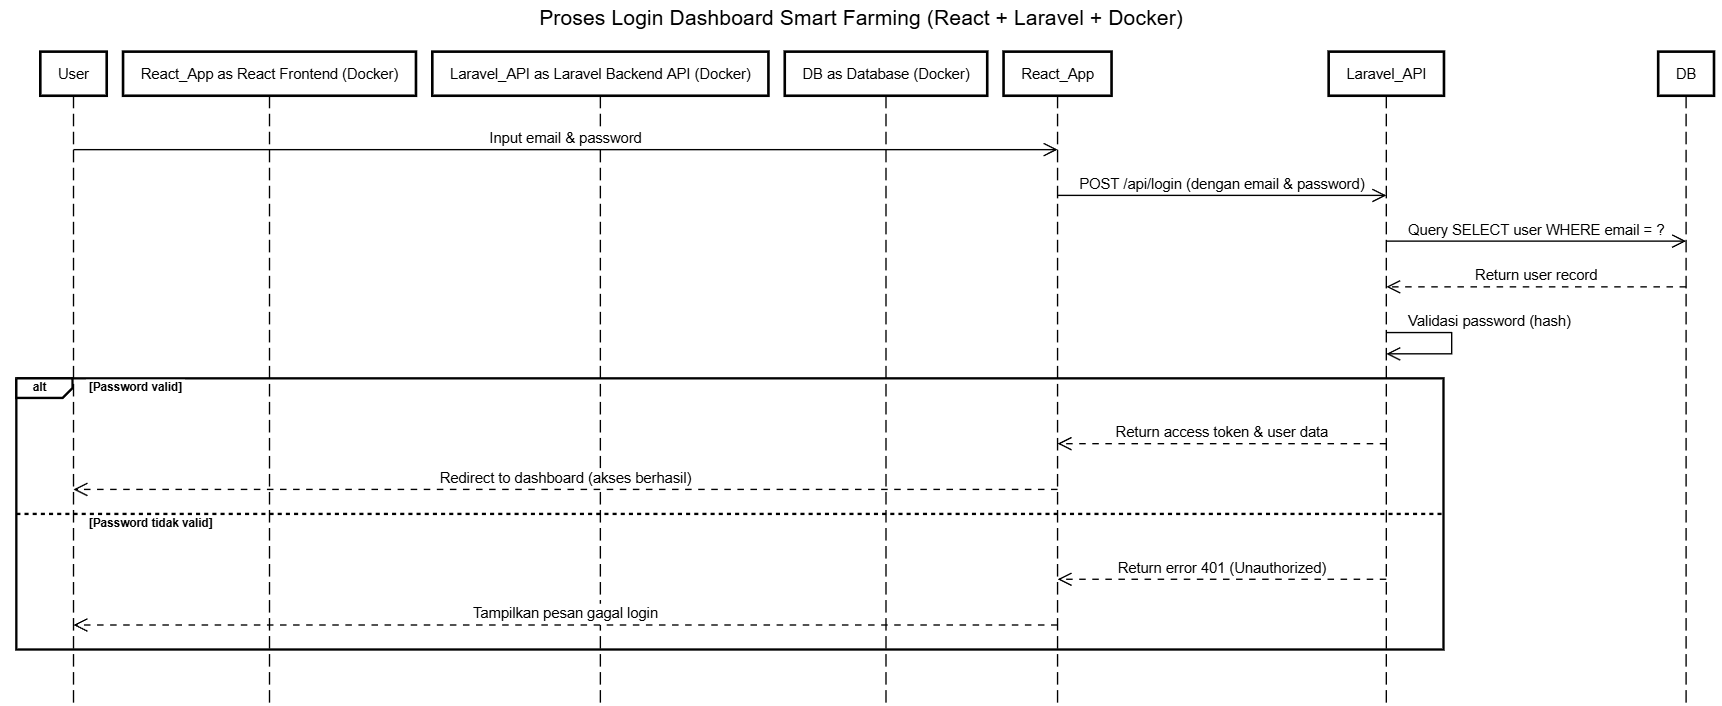 Proses Login Dashboard Smart Farming (React + Laravel + Docker)
User
React_App as React Frontend (Docker)
Laravel_API as Laravel Backend API (Docker)
DB as Database (Docker)
React_App
Laravel_API
DB
Input email & password
POST /api/login (dengan email & password)
Query SELECT user WHERE email = ?
Return user record
Validasi password (hash)
alt
[Password valid]
Return access token & user data
Redirect to dashboard (akses berhasil)
[Password tidak valid]
Return error 401 (Unauthorized)
Tampilkan pesan gagal login